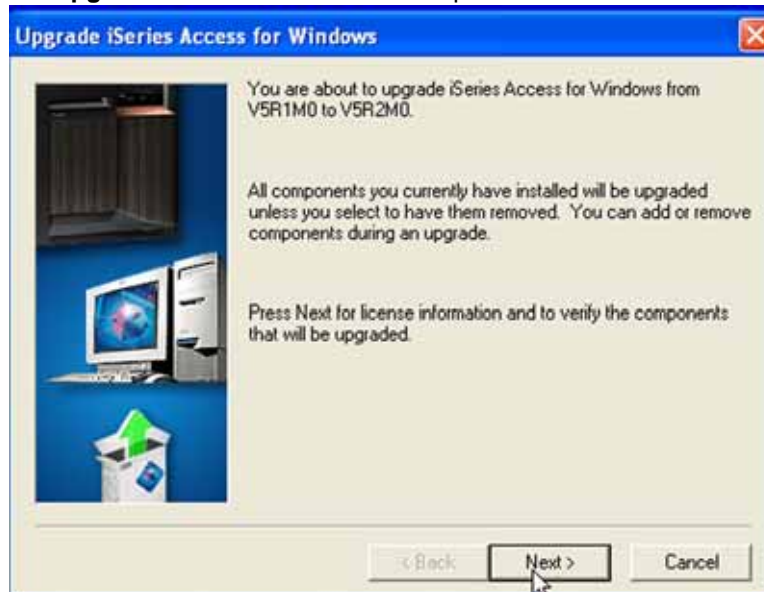 Upgrade iSeries Access for Windows
You are about to upgrade iSeries Access for Windows from
V5R1M0 to V5R2M0.
All components you currently have installed will be upgraded
unless you select to have them removed. You can add or remove
components during an upgrade.
Press Next for license information and to verify the components
that will be upgraded.
< Back
Next >
Cancel